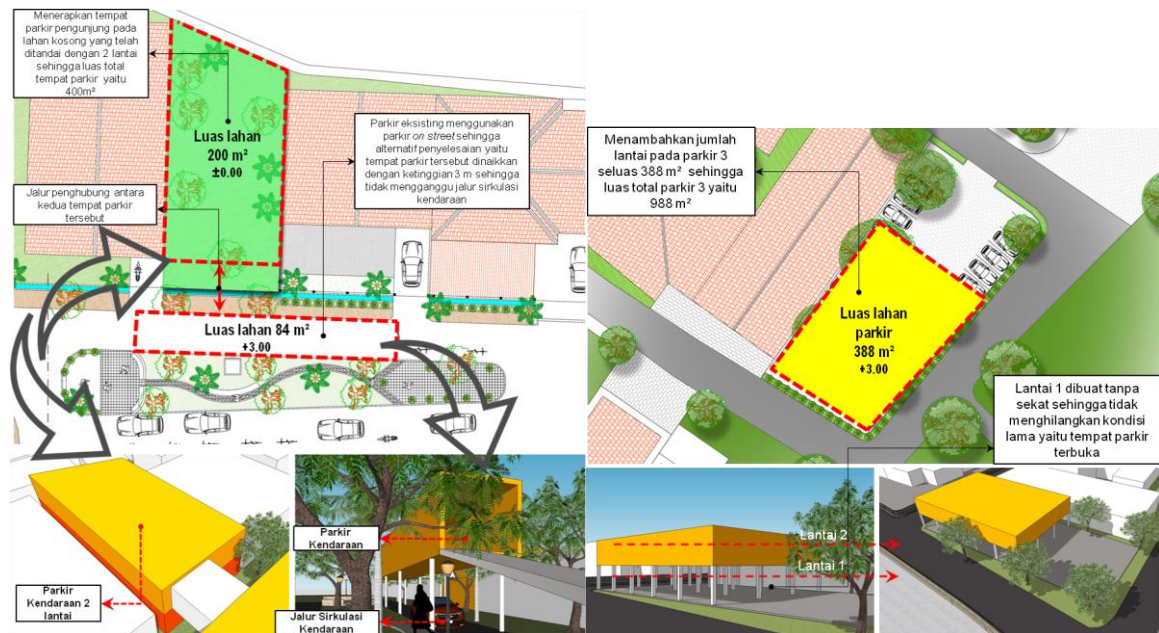 Menerapkan tempat
parkir pengunjung pada
lahan kosong yang telah
ditandai dengan 2 lantai
sehingga luas total
tempat parkir yaitu
400m²
Luas lahan
200 m²
±0.00
Parkir eksisting menggunakan
parkir on street sehingga
alternatif penyelesaian yaitu
tempat parkir tersebut dinaikkan
dengan ketinggian 3 m sehingga
tidak mengganggu jalur sirkulasi
kendaraan
Jalur penghubung antara
kedua tempat parkir
tersebut
Luas lahan 84 m²
+3.00
Parkir
Kendaraan 2
lantai
Parkir
Kendaraan
Jalur Sirkulasi
Kendaraan
Menambahkan jumlah
lantai pada parkir 3
seluas 388 m² sehingga
luas total parkir 3 yaitu
988 m²
Luas lahan
parkir
388 m²
+3.00
Lantai 1 dibuat tanpa
sekat sehingga tidak
menghilangkan kondisi
lama yaitu tempat parkir
terbuka
Lantai 2
Lantai 1